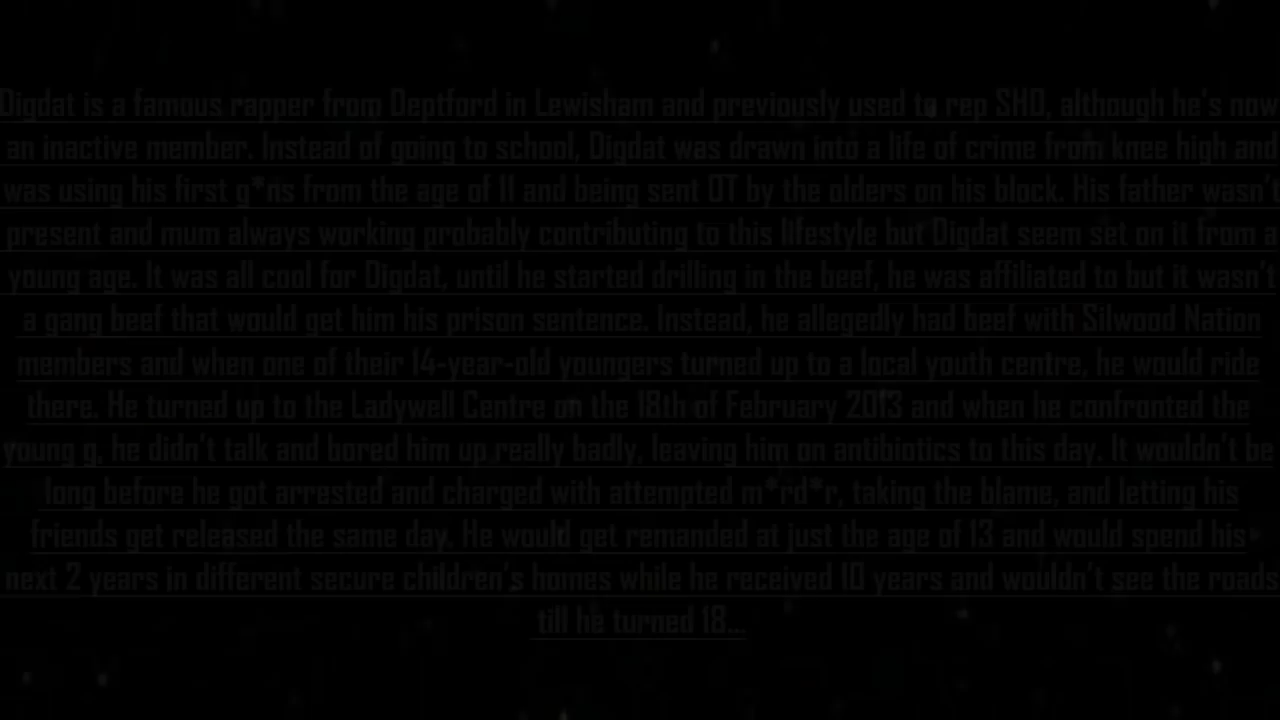 Digdat is a famous rapper from Deptford in Lewisham and previously used to rep SHD, although he's now
an inactive member. Instead of going to school, Digdat was drawn into a life of crime from knee high and
was using his first g*ns from the age of 11 and being sent OT by the olders on his block. His father wasn't
present and mum always working probably contributing to this lifestyle but Digdat seem set on it from a
young age. It was all cool for Digdat, until he started drilling in the beef, he was affiliated to but it wasn't
a gang beef that would get him his prison sentence. Instead, he allegedly had beef with Silwood Nation
members and when one of their 14-year-old youngers turned up to a local youth centre, he would ride
there. He turned up to the Ladywell Centre on the 18th of February 2013 and when he confronted the
young g, he didn't talk and bored him up really badly, leaving him on antibiotics to this day. It wouldn't be
long before he got arrested and charged with attempted m*rd*r, taking the blame, and letting his
friends get released the same day. He would get remanded at just the age of 13 and would spend his
next 2 years in different secure children's homes while he received 10 years and wouldn't see the roads
till he turned 18...